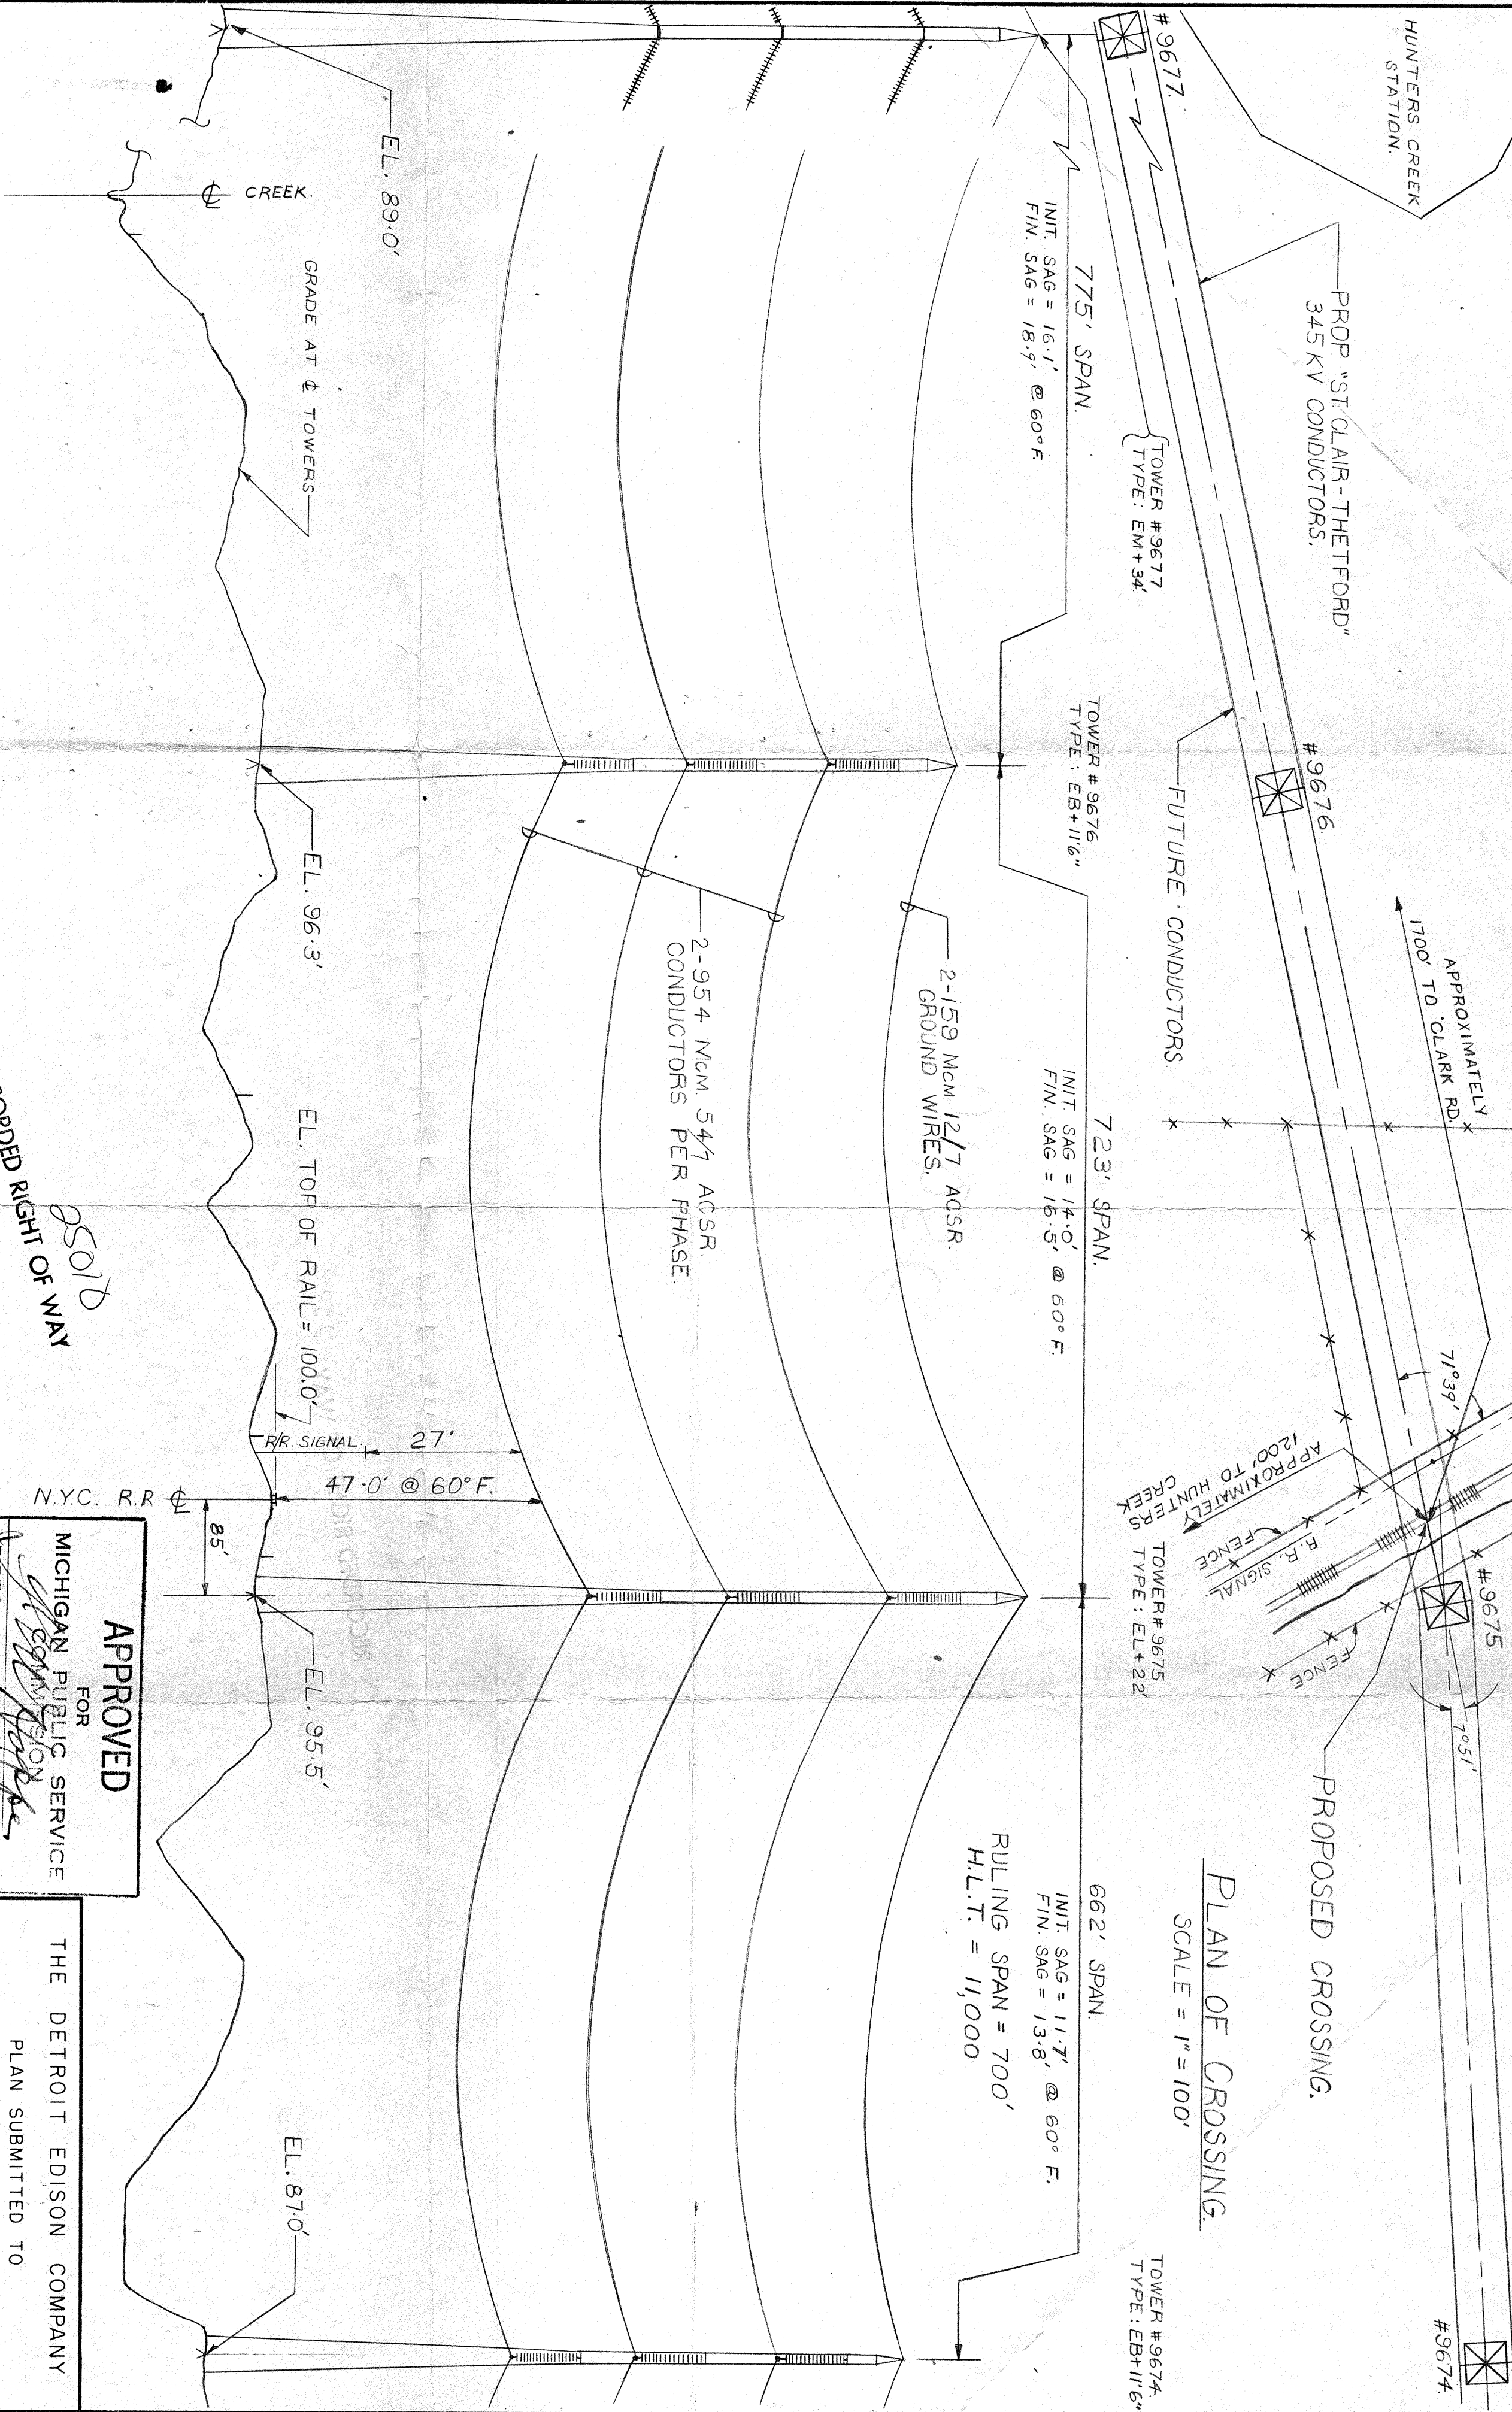 HUNTERS CREEK
STATION.
#9677.
PROP. "ST. CLAIR-THETFORD"
345 KV CONDUCTORS.
#9676.
FUTURE CONDUCTORS.
APPROXIMATELY
1700' TO CLARK RD.
71°39'
APPROXIMATELY
1200' TO HUNTERS
CREEK
FENCE
R.R. SIGNAL
FENCE
#9675
7°51'
PROPOSED CROSSING.
#9674.
PLAN OF CROSSING.
SCALE = 1" = 100'
TOWER #9677
TYPE: EM+34'
775' SPAN.
INIT. SAG = 16.1'
FIN. SAG = 18.9' @ 60°F.
TOWER #9676
TYPE: EB+11'6"
723' SPAN.
INIT. SAG = 14.0'
FIN. SAG = 16.5' @ 60°F.
TOWER #9675
TYPE: EL+22'
662' SPAN.
INIT. SAG = 11.7'
FIN. SAG = 13.8' @ 60°F.
RULING SPAN = 700'
H.L.T. = 11,000
TOWER #9674.
TYPE: EB+11'6"
2-159 MCM 12/7 ACSR.
GROUND WIRES.
2-954 MCM. 54/7 ACSR.
CONDUCTORS PER PHASE.
EL. 89.0'
℄ CREEK.
GRADE AT ℄ TOWERS
EL. 96.3'
EL. TOP OF RAIL = 100.0'
R/R. SIGNAL.
27'
47.0' @ 60°F.
N.Y.C. R.R ℄
85'
EL. 95.5'
EL. 87.0'
RIGHT OF WAY
APPROVED
FOR
MICHIGAN PUBLIC SERVICE
COMMISSION
THE DETROIT EDISON COMPANY
PLAN SUBMITTED TO